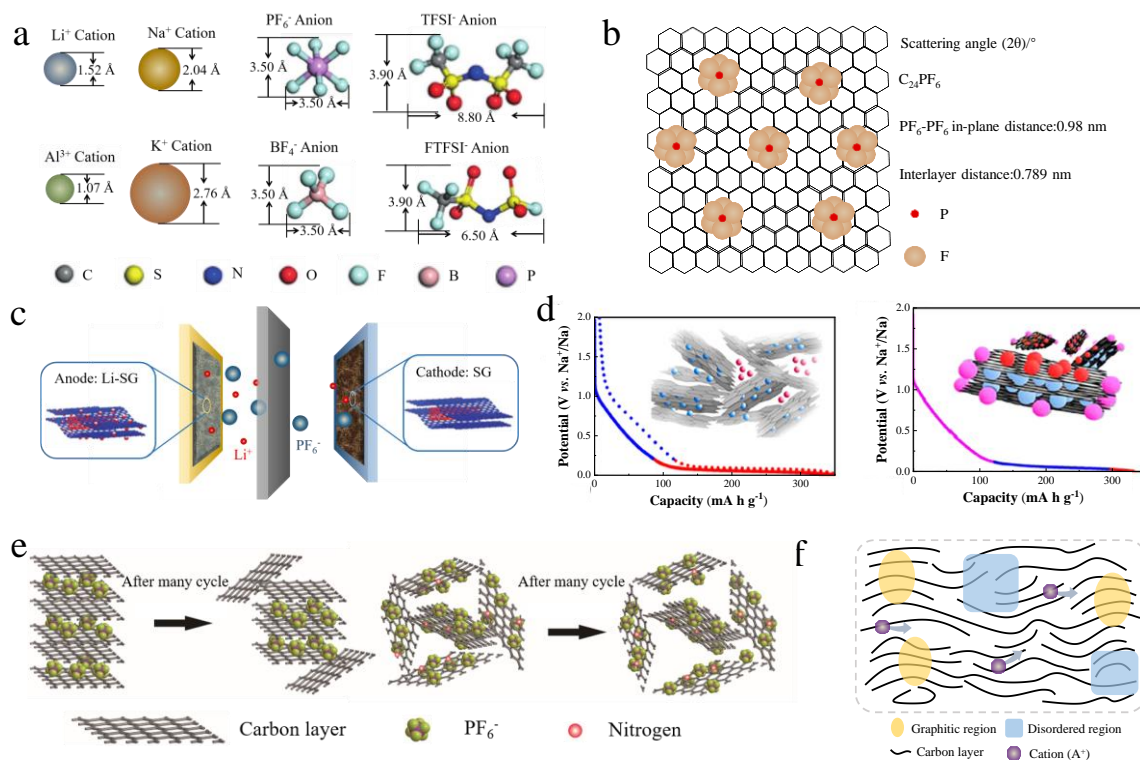 a
Li⁺ Cation
1.52 Å
Na⁺ Cation
2.04 Å
PF₆⁻ Anion
3.50 Å
3.50 Å
TFSI⁻ Anion
3.90 Å
8.80 Å
Al³⁺ Cation
1.07 Å
K⁺ Cation
2.76 Å
BF₄⁻ Anion
3.50 Å
3.50 Å
FTFSI⁻ Anion
3.90 Å
6.50 Å
C S N O F B P
b
Scattering angle (2θ)/°
C₂₄PF₆
PF₆-PF₆ in-plane distance:0.98 nm
Interlayer distance:0.789 nm
P
F
c
Anode: Li-SG
Cathode: SG
Li⁺
PF₆⁻
d
Potential (V vs. Na⁺/Na)
2.0
1.5
1.0
0.5
0.0
0 100 200 300
Capacity (mA h g⁻¹)
Potential (V vs. Na⁺/Na)
2.0
1.5
1.0
0.5
0.0
0 100 200 300
Capacity (mA h g⁻¹)
e
After many cycle
After many cycle
Carbon layer
PF₆⁻
Nitrogen
f
Graphitic region
Disordered region
Carbon layer
Cation (A⁺)